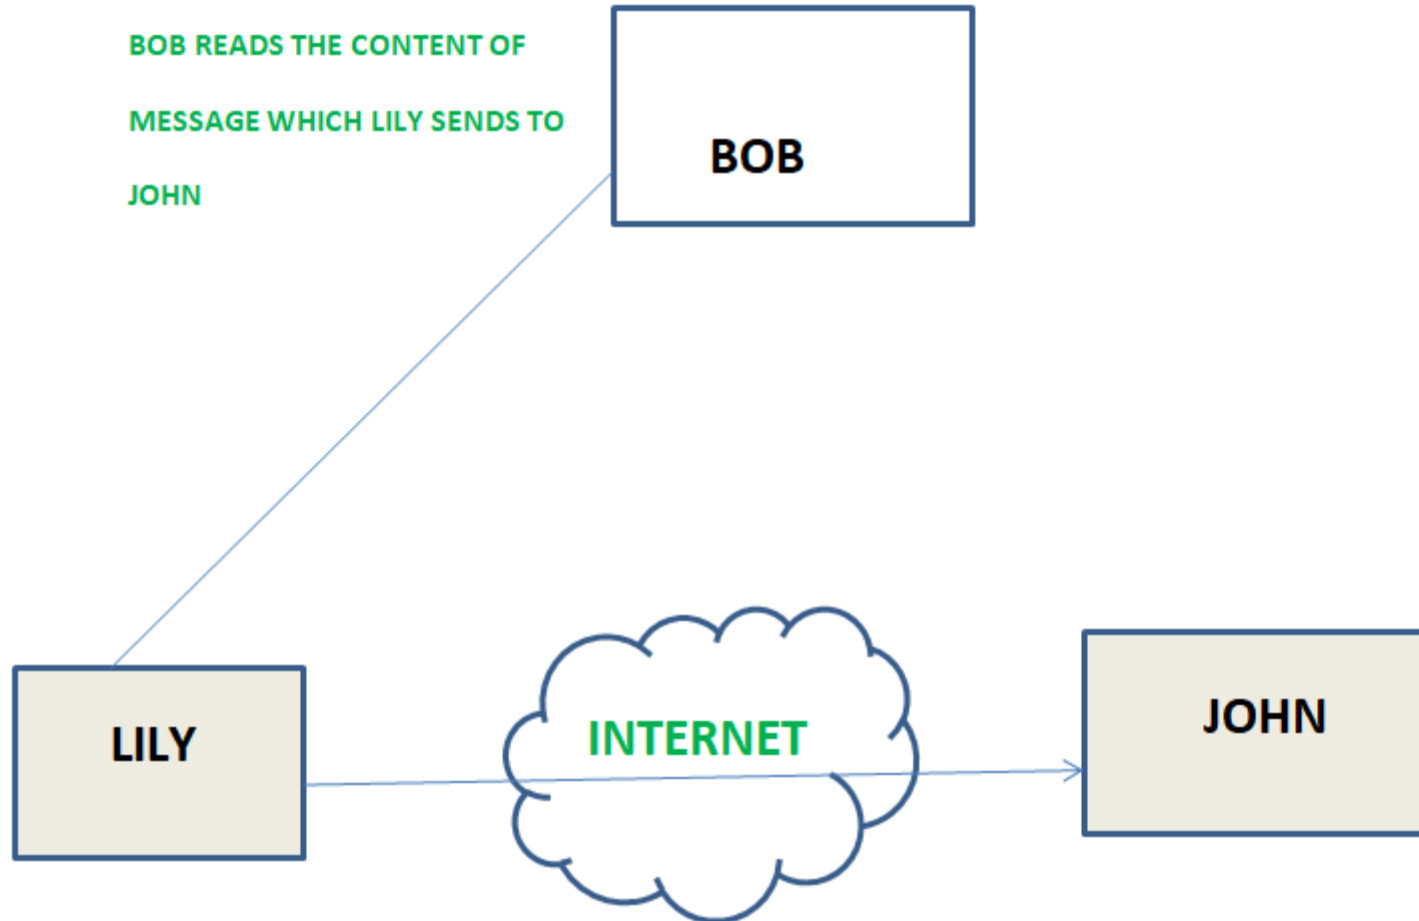 BOB READS THE CONTENT OF
MESSAGE WHICH LILY SENDS TO
JOHN
BOB
LILY
INTERNET
JOHN